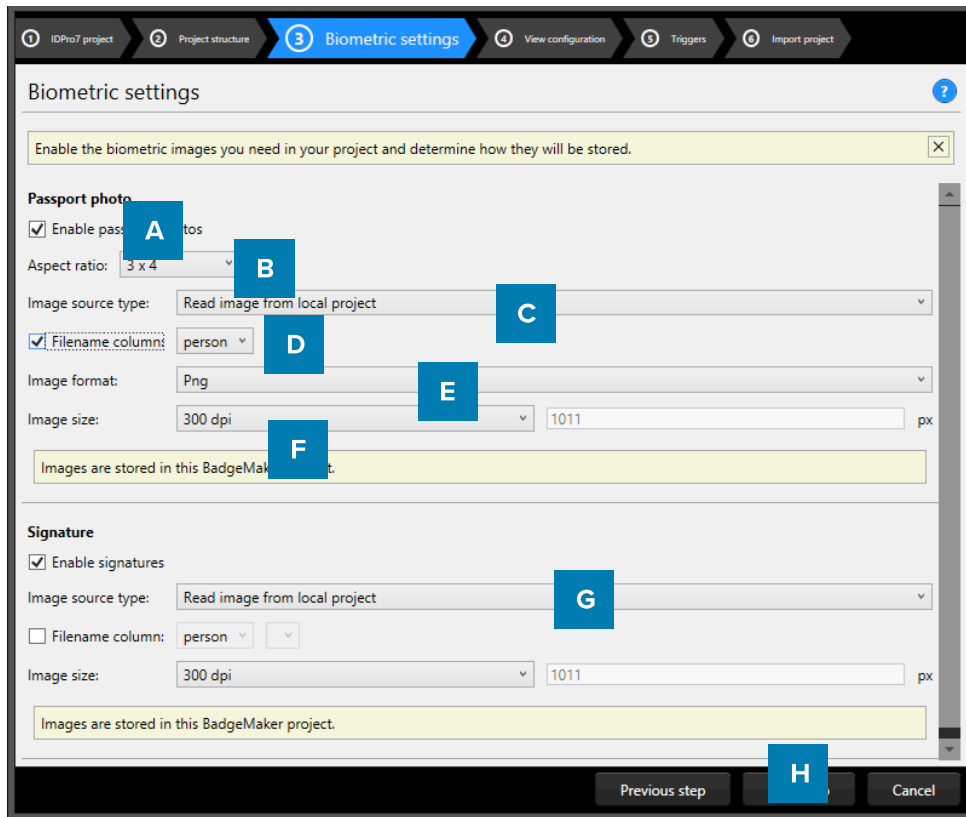 1 IDPro7 project 2 Project structure 3 Biometric settings 4 View configuration 5 Triggers 6 Import project
Biometric settings ?
Enable the biometric images you need in your project and determine how they will be stored.
Passport photo
Enable A
Aspect ratio: 3 x 4 B
Image source type: Read image from local project C
Filename column: person D
Image format: Png E
Image size: 300 dpi 1011 px
F
Images are stored in this
Signature
Enable signatures
Image source type: Read image from local project G
Filename column: person
Image size: 300 dpi 1011 px
Images are stored in this BadgeMaker project.
Previous step H Cancel